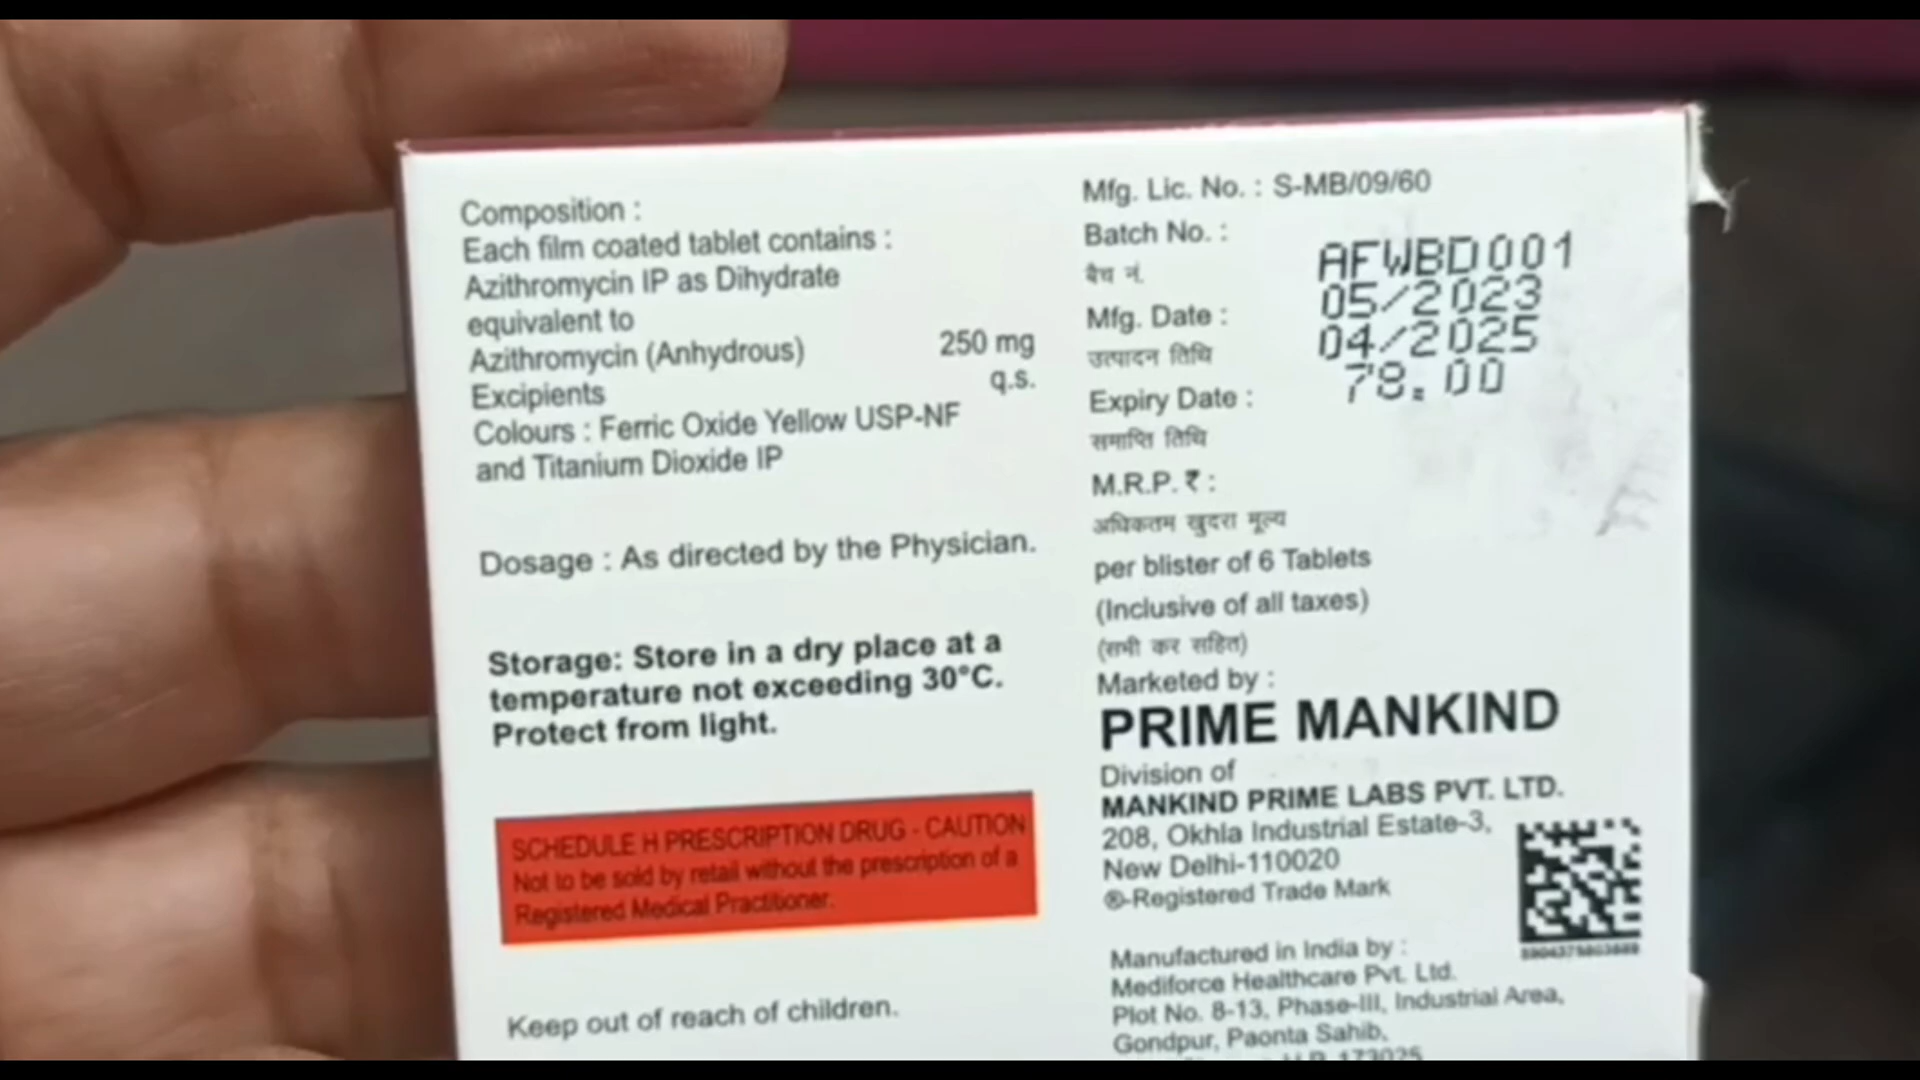 Composition :
Each film coated tablet contains :
Azithromycin IP as Dihydrate
equivalent to
Azithromycin (Anhydrous) 250 mg
Excipients q.s.
Colours : Ferric Oxide Yellow USP-NF
and Titanium Dioxide IP
Dosage : As directed by the Physician.
Storage: Store in a dry place at a
temperature not exceeding 30°C.
Protect from light.
SCHEDULE H PRESCRIPTION DRUG - CAUTION
Not to be sold by retail without the prescription of a
Registered Medical Practitioner.
Keep out of reach of children.
Mfg. Lic. No. : S-MB/09/60
Batch No. :
बैच नं.
Mfg. Date :
उत्पादन तिथि
Expiry Date :
समाप्ति तिथि
M.R.P. ₹ :
अधिकतम खुदरा मूल्य
AFWBD001
05/2023
04/2025
78.00
per blister of 6 Tablets
(Inclusive of all taxes)
(सभी कर सहित)
Marketed by :
PRIME MANKIND
Division of
MANKIND PRIME LABS PVT. LTD.
208, Okhla Industrial Estate-3,
New Delhi-110020
®-Registered Trade Mark
Manufactured in India by :
Mediforce Healthcare Pvt. Ltd.
Plot No. 8-13, Phase-III, Industrial Area,
Gondpur, Paonta Sahib,